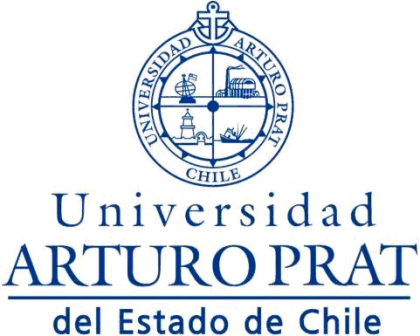 UNIVERSIDAD ARTURO PRAT
CHILE
Universidad
ARTURO PRAT
del Estado de Chile